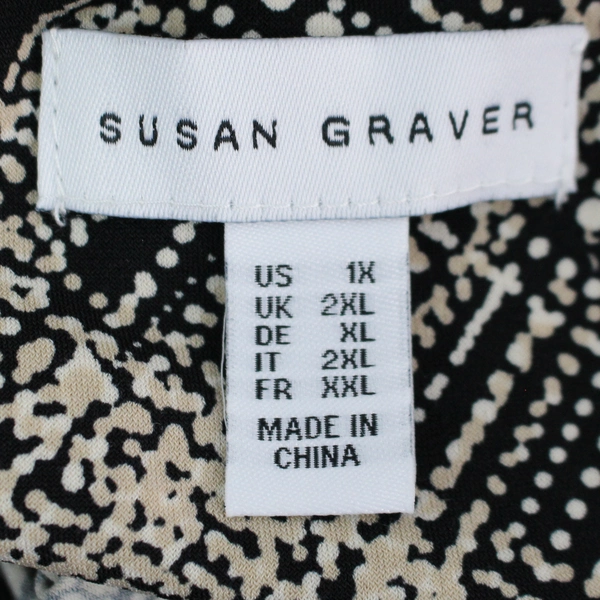 SUSAN GRAVER
US 1X
UK 2XL
DE XL
IT 2XL
FR XXL
MADE IN
CHINA